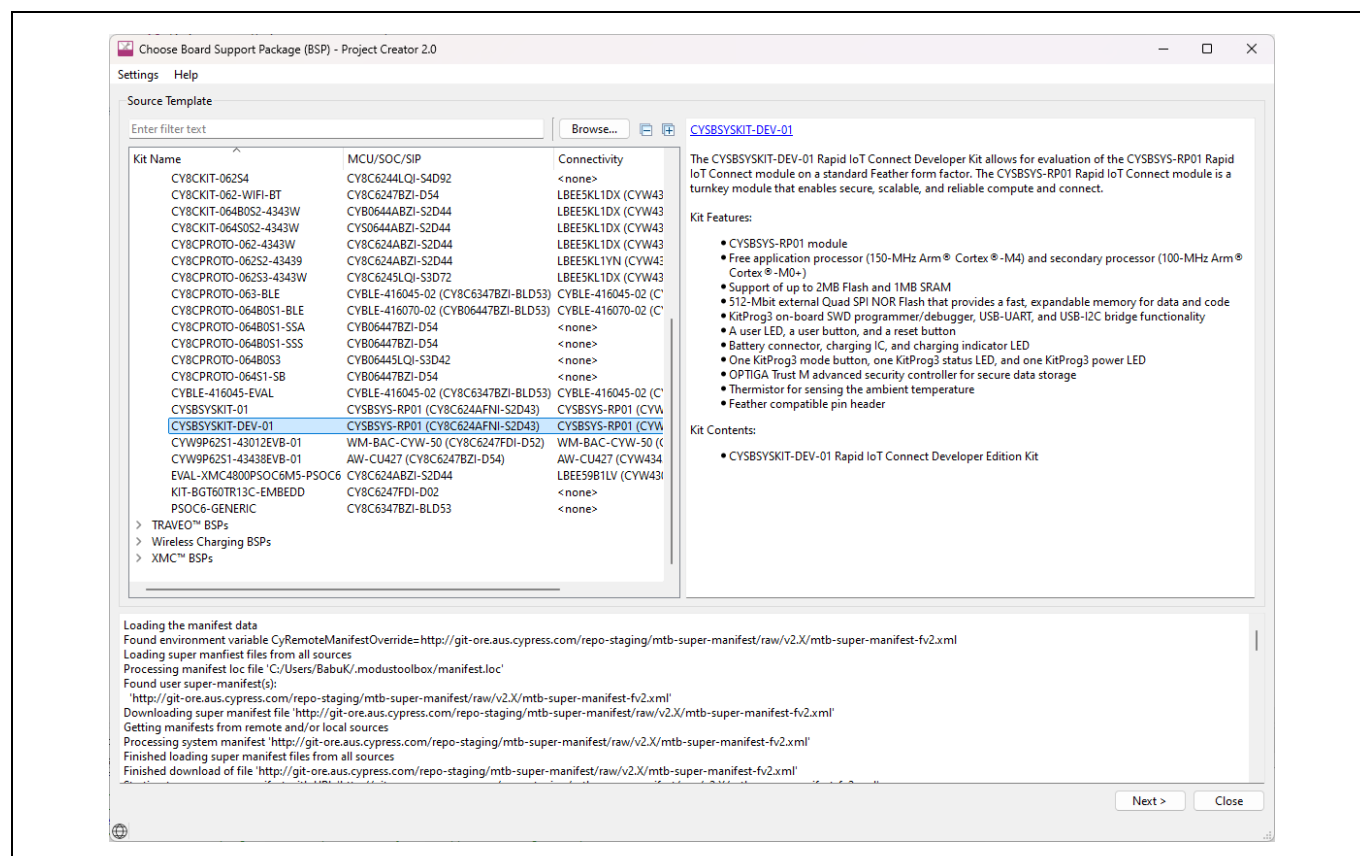 Choose Board Support Package (BSP) - Project Creator 2.0
Settings Help
Source Template
Enter filter text
Browse...
Kit Name MCU/SOC/SIP Connectivity
CY8CKIT-062S4 CY8C6244LQI-S4D92 <none>
CY8CKIT-062-WIFI-BT CY8C6247BZI-D54 LBEE5KL1DX (CYW43
CY8CKIT-064B0S2-4343W CYB0644ABZI-S2D44 LBEE5KL1DX (CYW43
CY8CKIT-064S0S2-4343W CYS0644ABZI-S2D44 LBEE5KL1DX (CYW43
CY8CPROTO-062-4343W CY8C624ABZI-S2D44 LBEE5KL1DX (CYW43
CY8CPROTO-062S2-43439 CY8C624ABZI-S2D44 LBEE5KL1YN (CYW43
CY8CPROTO-062S3-4343W CY8C6245LQI-S3D72 LBEE5KL1DX (CYW43
CY8CPROTO-063-BLE CYBLE-416045-02 (CY8C6347BZI-BLD53) CYBLE-416045-02 (C
CY8CPROTO-064B0S1-BLE CYBLE-416070-02 (CYB06447BZI-BLD53) CYBLE-416070-02 (C
CY8CPROTO-064B0S1-SSA CYB06447BZI-D54 <none>
CY8CPROTO-064B0S1-SSS CYB06447BZI-D54 <none>
CY8CPROTO-064B0S3 CYB06445LQI-S3D42 <none>
CY8CPROTO-064S1-SB CYB06447BZI-D54 <none>
CYBLE-416045-EVAL CYBLE-416045-02 (CY8C6347BZI-BLD53) CYBLE-416045-02 (C
CYSBSYSKIT-01 CYSBSYS-RP01 (CY8C624AFNI-S2D43) CYSBSYS-RP01 (CYW
CYSBSYSKIT-DEV-01 CYSBSYS-RP01 (CY8C624AFNI-S2D43) CYSBSYS-RP01 (CYW
CYW9P62S1-43012EVB-01 WM-BAC-CYW-50 (CY8C6247FDI-D52) WM-BAC-CYW-50 (
CYW9P62S1-43438EVB-01 AW-CU427 (CY8C6247BZI-D54) AW-CU427 (CYW434
EVAL-XMC4800PSOC6M5-PSOC6 CY8C624ABZI-S2D44 LBEE59B1LV (CYW43
KIT-BGT60TR13C-EMBEDD CY8C6247FDI-D02 <none>
PSOC6-GENERIC CY8C6347BZI-BLD53 <none>
> TRAVEO™ BSPs
> Wireless Charging BSPs
> XMC™ BSPs
CYSBSYSKIT-DEV-01
The CYSBSYSKIT-DEV-01 Rapid IoT Connect Developer Kit allows for evaluation of the CYSBSYS-RP01 Rapid
IoT Connect module on a standard Feather form factor. The CYSBSYS-RP01 Rapid IoT Connect module is a
turnkey module that enables secure, scalable, and reliable compute and connect.
Kit Features:
• CYSBSYS-RP01 module
• Free application processor (150-MHz Arm® Cortex®-M4) and secondary processor (100-MHz Arm®
Cortex®-M0+)
• Support of up to 2MB Flash and 1MB SRAM
• 512-Mbit external Quad SPI NOR Flash that provides a fast, expandable memory for data and code
• KitProg3 on-board SWD programmer/debugger, USB-UART, and USB-I2C bridge functionality
• A user LED, a user button, and a reset button
• Battery connector, charging IC, and charging indicator LED
• One KitProg3 mode button, one KitProg3 status LED, and one KitProg3 power LED
• OPTIGA Trust M advanced security controller for secure data storage
• Thermistor for sensing the ambient temperature
• Feather compatible pin header
Kit Contents:
• CYSBSYSKIT-DEV-01 Rapid IoT Connect Developer Edition Kit
Loading the manifest data
Found environment variable CyRemoteManifestOverride=http://git-ore.aus.cypress.com/repo-staging/mtb-super-manifest/raw/v2.X/mtb-super-manifest-fv2.xml
Loading super manfiest files from all sources
Processing manifest loc file 'C:/Users/BabuK/.modustoolbox/manifest.loc'
Found user super-manifest(s):
'http://git-ore.aus.cypress.com/repo-staging/mtb-super-manifest/raw/v2.X/mtb-super-manifest-fv2.xml'
Downloading super manifest file 'http://git-ore.aus.cypress.com/repo-staging/mtb-super-manifest/raw/v2.X/mtb-super-manifest-fv2.xml'
Getting manifests from remote and/or local sources
Processing system manifest 'http://git-ore.aus.cypress.com/repo-staging/mtb-super-manifest/raw/v2.X/mtb-super-manifest-fv2.xml'
Finished loading super manifest files from all sources
Finished download of file 'http://git-ore.aus.cypress.com/repo-staging/mtb-super-manifest/raw/v2.X/mtb-super-manifest-fv2.xml'
Next > Close